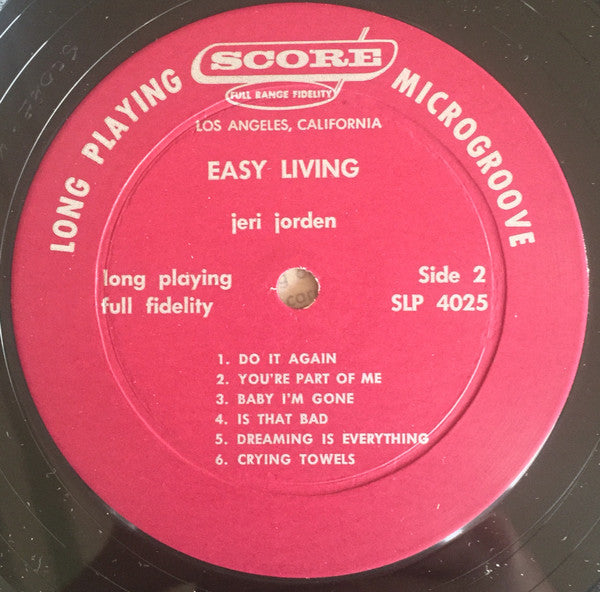 LONG PLAYING
MICROGROOVE
SCORE
FULL RANGE FIDELITY
LOS ANGELES, CALIFORNIA
EASY LIVING
jeri jorden
long playing
full fidelity
Side 2
SLP 4025
1. DO IT AGAIN
2. YOU'RE PART OF ME
3. BABY I'M GONE
4. IS THAT BAD
5. DREAMING IS EVERYTHING
6. CRYING TOWELS